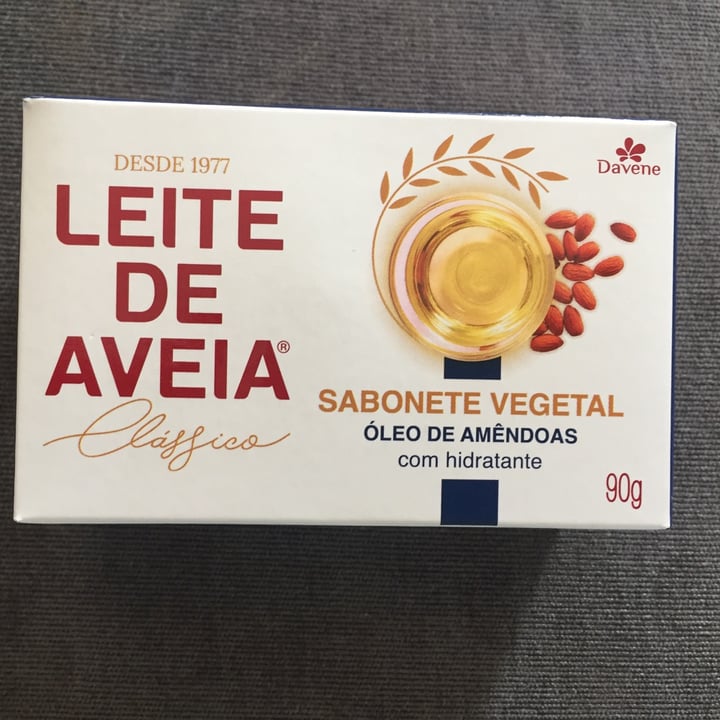 DESDE 1977
LEITE
DE
AVEIA®
Clássico
Davene
SABONETE VEGETAL
ÓLEO DE AMÊNDOAS
com hidratante
90g